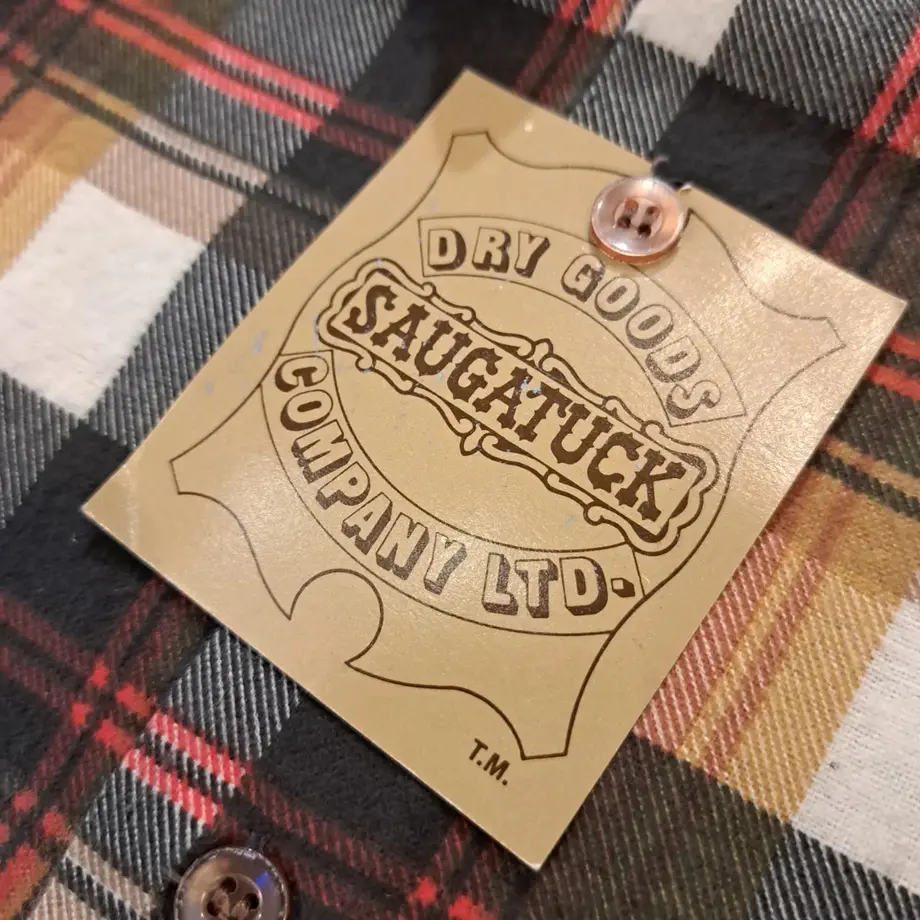 DRY GOODS
SAUGATUCK
COMPANY LTD.
T.M.